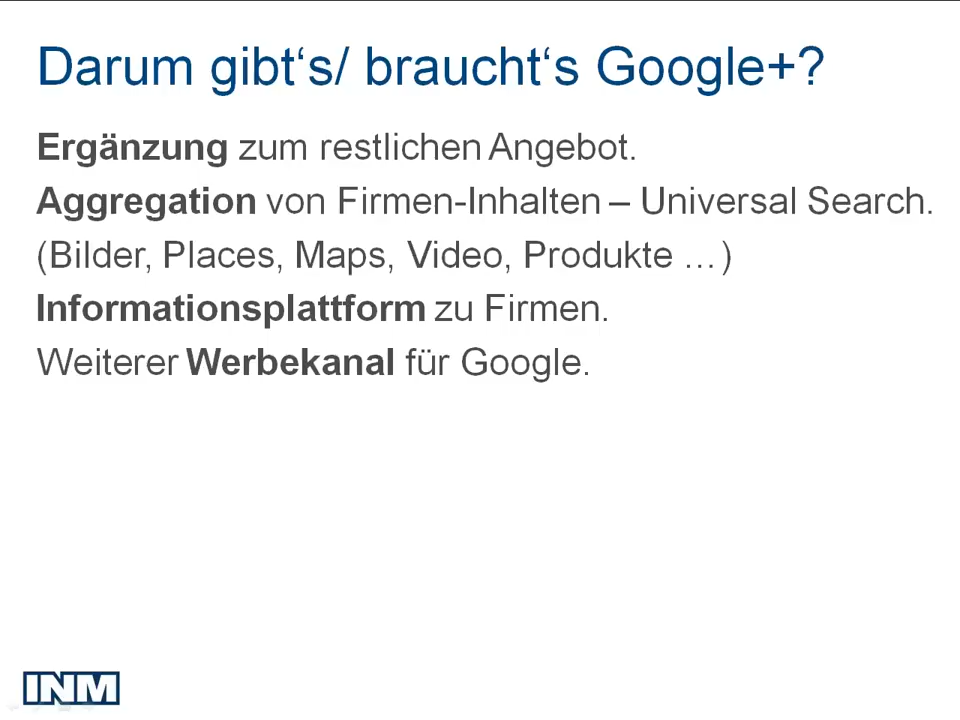 Darum gibt‘s/ braucht‘s Google+?
Ergänzung zum restlichen Angebot.
Aggregation von Firmen-Inhalten – Universal Search.
(Bilder, Places, Maps, Video, Produkte …)
Informationsplattform zu Firmen.
Weiterer Werbekanal für Google.
INM